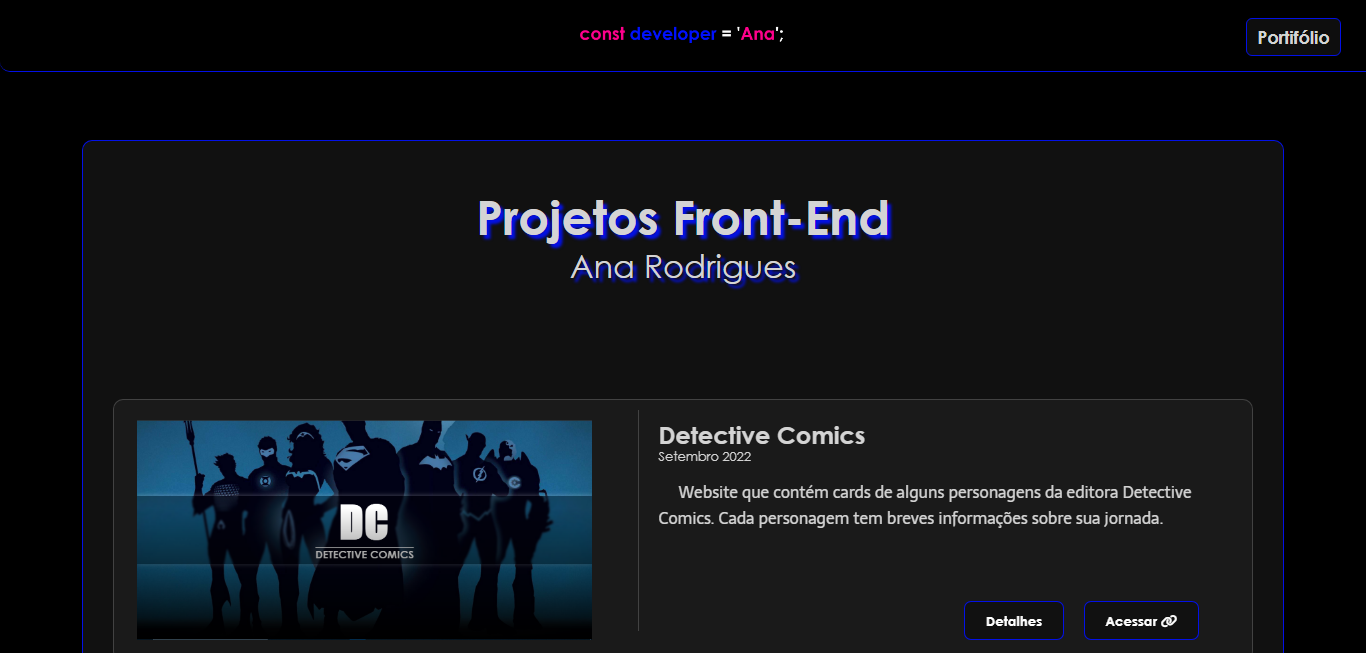 const developer = 'Ana';
Portifólio
Projetos Front-End
Ana Rodrigues
DC
DETECTIVE COMICS
Detective Comics
Setembro 2022
Website que contém cards de alguns personagens da editora Detective
Comics. Cada personagem tem breves informações sobre sua jornada.
Detalhes
Acessar